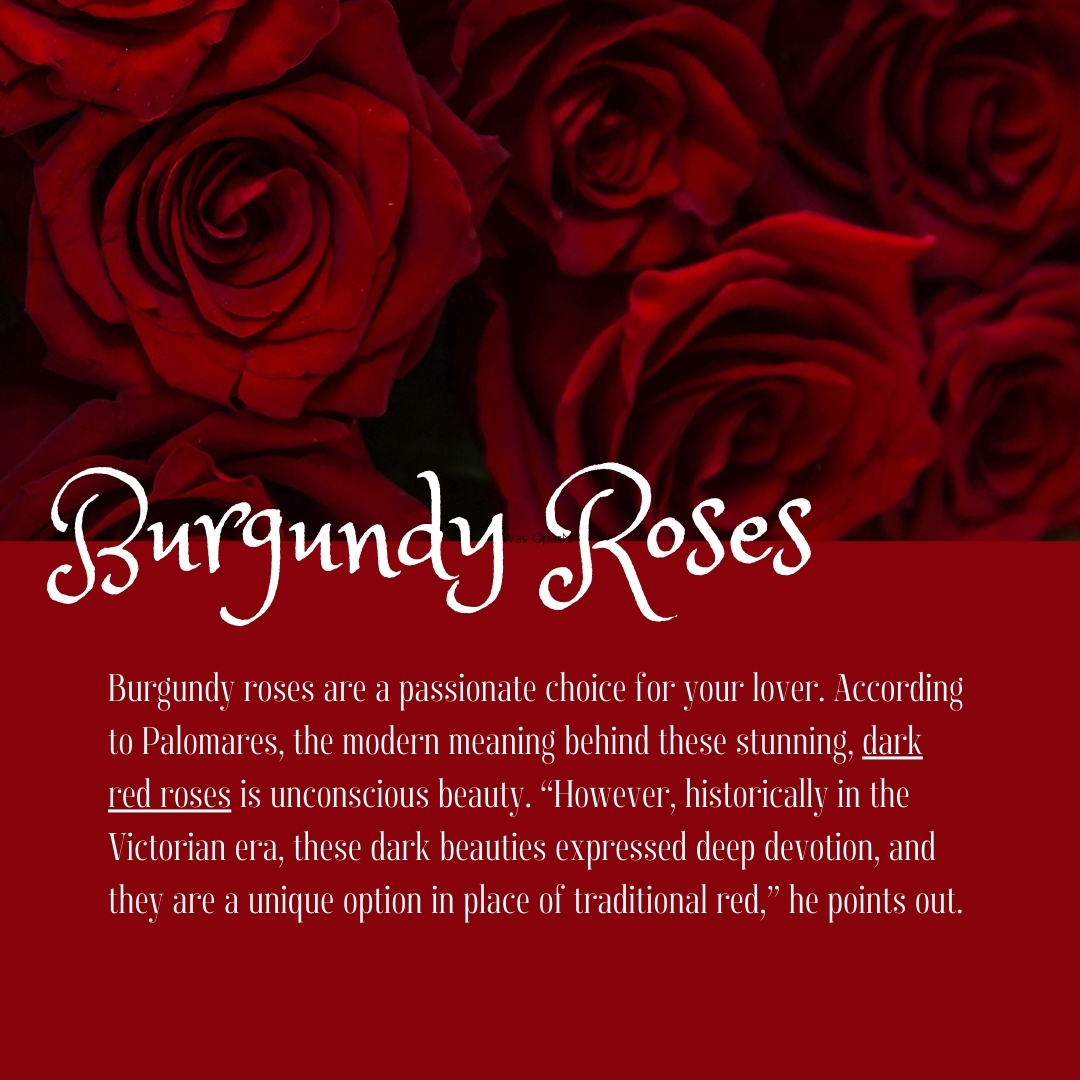 Burgundy Roses
Burgundy roses are a passionate choice for your lover. According
to Palomares, the modern meaning behind these stunning, dark
red roses is unconscious beauty. “However, historically in the
Victorian era, these dark beauties expressed deep devotion, and
they are a unique option in place of traditional red,” he points out.